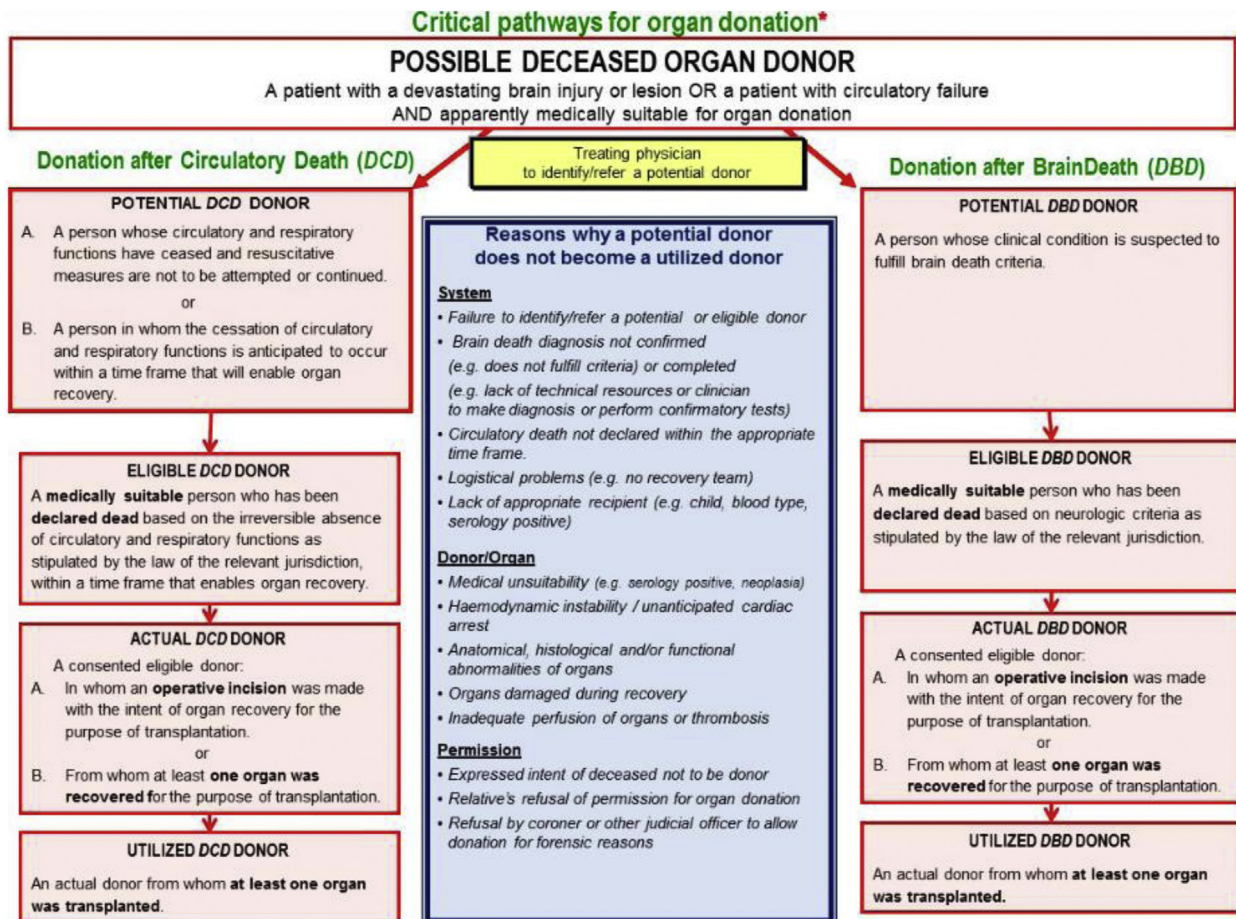 Critical pathways for organ donation*
POSSIBLE DECEASED ORGAN DONOR
A patient with a devastating brain injury or lesion OR a patient with circulatory failure
AND apparently medically suitable for organ donation
Treating physician
to identify/refer a potential donor
Donation after Circulatory Death (DCD)
POTENTIAL DCD DONOR
A. A person whose circulatory and respiratory
functions have ceased and resuscitative
measures are not to be attempted or continued.
or
B. A person in whom the cessation of circulatory
and respiratory functions is anticipated to occur
within a time frame that will enable organ
recovery.
ELIGIBLE DCD DONOR
A medically suitable person who has been
declared dead based on the irreversible absence
of circulatory and respiratory functions as
stipulated by the law of the relevant jurisdiction,
within a time frame that enables organ recovery.
ACTUAL DCD DONOR
A consented eligible donor:
A. In whom an operative incision was made
with the intent of organ recovery for the
purpose of transplantation.
or
B. From whom at least one organ was
recovered for the purpose of transplantation.
UTILIZED DCD DONOR
An actual donor from whom at least one organ
was transplanted.
Reasons why a potential donor
does not become a utilized donor
System
• Failure to identify/refer a potential or eligible donor
• Brain death diagnosis not confirmed
(e.g. does not fulfill criteria) or completed
(e.g. lack of technical resources or clinician
to make diagnosis or perform confirmatory tests)
• Circulatory death not declared within the appropriate
time frame.
• Logistical problems (e.g. no recovery team)
• Lack of appropriate recipient (e.g. child, blood type,
serology positive)
Donor/Organ
• Medical unsuitability (e.g. serology positive, neoplasia)
• Haemodynamic instability / unanticipated cardiac
arrest
• Anatomical, histological and/or functional
abnormalities of organs
• Organs damaged during recovery
• Inadequate perfusion of organs or thrombosis
Permission
• Expressed intent of deceased not to be donor
• Relative's refusal of permission for organ donation
• Refusal by coroner or other judicial officer to allow
donation for forensic reasons
Donation after BrainDeath (DBD)
POTENTIAL DBD DONOR
A person whose clinical condition is suspected to
fulfill brain death criteria.
ELIGIBLE DBD DONOR
A medically suitable person who has been
declared dead based on neurologic criteria as
stipulated by the law of the relevant jurisdiction.
ACTUAL DBD DONOR
A consented eligible donor:
A. In whom an operative incision was made
with the intent of organ recovery for the
purpose of transplantation.
or
B. From whom at least one organ was
recovered for the purpose of transplantation.
UTILIZED DBD DONOR
An actual donor from whom at least one organ
was transplanted.